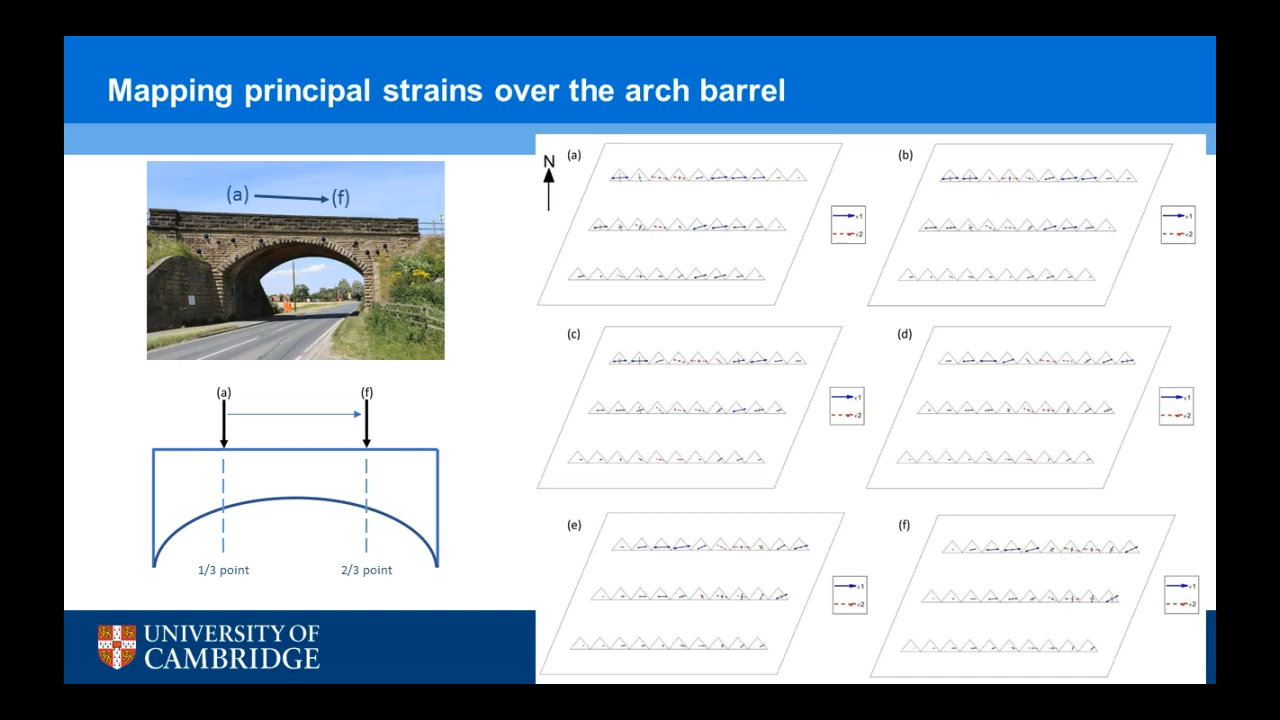 Mapping principal strains over the arch barrel
(a)
(f)
(a)
(f)
1/3 point
2/3 point
N
(a)
(b)
(c)
(d)
(e)
(f)
UNIVERSITY OF
CAMBRIDGE